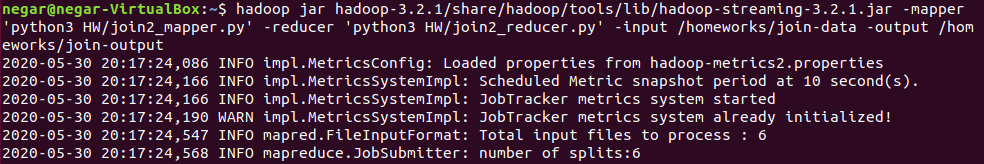 negar@negar-VirtualBox:~$ hadoop jar hadoop-3.2.1/share/hadoop/tools/lib/hadoop-streaming-3.2.1.jar -mapper
'python3 HW/join2_mapper.py' -reducer 'python3 HW/join2_reducer.py' -input /homeworks/join-data -output /hom
eworks/join-output
2020-05-30 20:17:24,086 INFO impl.MetricsConfig: Loaded properties from hadoop-metrics2.properties
2020-05-30 20:17:24,166 INFO impl.MetricsSystemImpl: Scheduled Metric snapshot period at 10 second(s).
2020-05-30 20:17:24,166 INFO impl.MetricsSystemImpl: JobTracker metrics system started
2020-05-30 20:17:24,190 WARN impl.MetricsSystemImpl: JobTracker metrics system already initialized!
2020-05-30 20:17:24,547 INFO mapred.FileInputFormat: Total input files to process : 6
2020-05-30 20:17:24,568 INFO mapreduce.JobSubmitter: number of splits:6